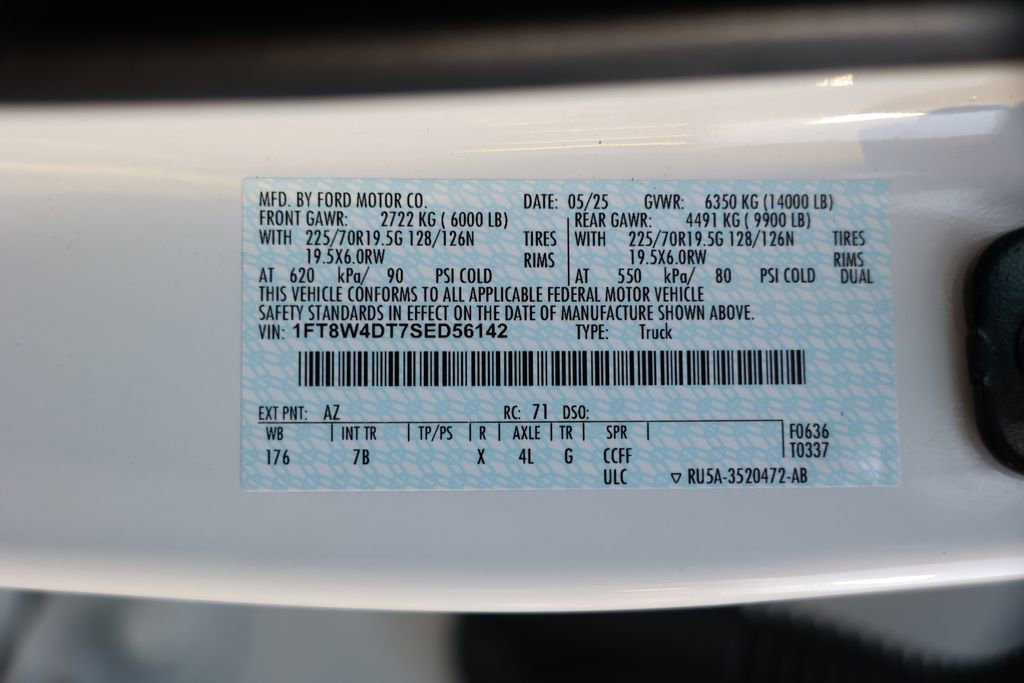 MFD. BY FORD MOTOR CO. DATE: 05/25 GVWR: 6350 KG (14000 LB)
FRONT GAWR: 2722 KG ( 6000 LB) REAR GAWR: 4491 KG ( 9900 LB)
WITH 225/70R19.5G 128/126N TIRES WITH 225/70R19.5G 128/126N TIRES
19.5X6.0RW RIMS 19.5X6.0RW RIMS
AT 620 kPa/ 90 PSI COLD AT 550 kPa/ 80 PSI COLD DUAL
THIS VEHICLE CONFORMS TO ALL APPLICABLE FEDERAL MOTOR VEHICLE
SAFETY STANDARDS IN EFFECT ON THE DATE OF MANUFACTURE SHOWN ABOVE.
VIN: 1FT8W4DT7SED56142 TYPE: Truck
EXT PNT: AZ RC: 71 DSO:
WB INT TR TP/PS R AXLE TR SPR F0636
176 7B X 4L G CCFF T0337
ULC ▽ RU5A-3520472-AB